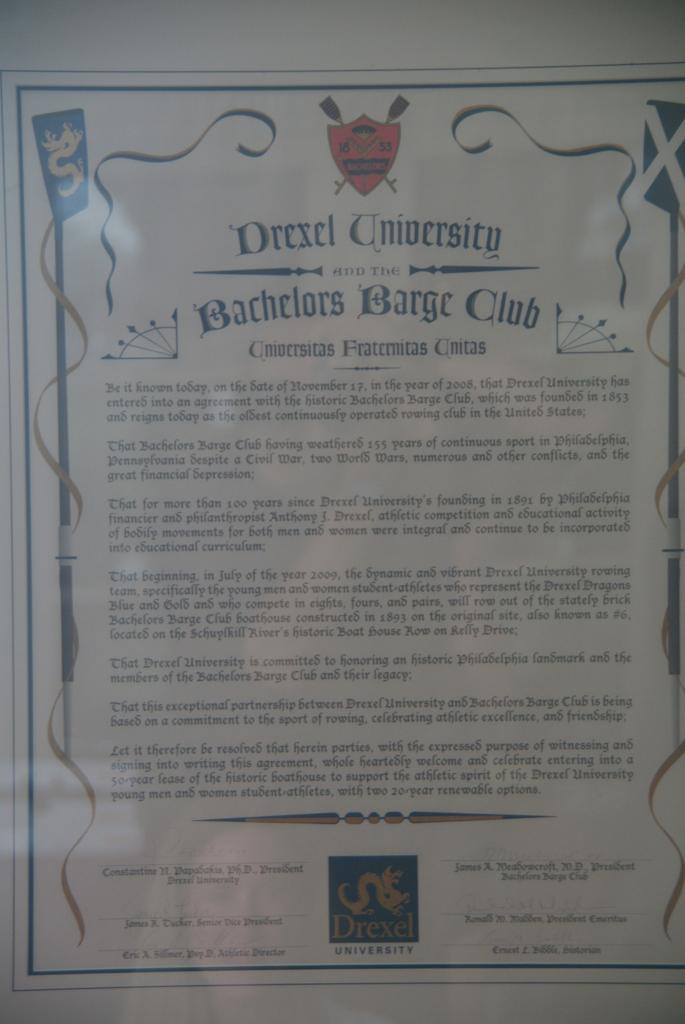 18 53
BACHELORS
Drexel University
AND THE
Bachelors Barge Club
Universitas Fraternitas Unitas
Be it known today, on the date of November 17, in the year of 2008, that Drexel University has
entered into an agreement with the historic Bachelors Barge Club, which was founded in 1853
and reigns today as the oldest continuously operated rowing club in the United States;
That Bachelors Barge Club having weathered 155 years of continuous sport in Philadelphia,
Pennsylvania despite a Civil War, two World Wars, numerous and other conflicts, and the
great financial depression;
That for more than 100 years since Drexel University's founding in 1891 by Philadelphia
financier and philanthropist Anthony J. Drexel, athletic competition and educational activity
of bodily movements for both men and women were integral and continue to be incorporated
into educational curriculum;
That beginning, in July of the year 2009, the dynamic and vibrant Drexel University rowing
team, specifically the young men and women student-athletes who represent the Drexel Dragons
Blue and Gold and who compete in eights, fours, and pairs, will row out of the stately brick
Bachelors Barge Club boathouse constructed in 1893 on the original site, also known as #6,
located on the Schuylkill River's historic Boat House Row on Kelly Drive;
That Drexel University is committed to honoring an historic Philadelphia landmark and the
members of the Bachelors Barge Club and their legacy;
That this exceptional partnership between Drexel University and Bachelors Barge Club is being
based on a commitment to the sport of rowing, celebrating athletic excellence, and friendship;
Let it therefore be resolved that herein parties, with the expressed purpose of witnessing and
signing into writing this agreement, whole heartedly welcome and celebrate entering into a
50-year lease of the historic boathouse to support the athletic spirit of the Drexel University
young men and women student-athletes, with two 20-year renewable options.
Constantine N. Papadakis, Ph.D., President
Drexel University
James R. Tucker, Senior Vice President
Eric A. Zillmer, Psy.D, Athletic Director
Drexel
UNIVERSITY
James A. Meadowcroft, M.D., President
Bachelors Barge Club
Ronald W. Madden, President Emeritus
Ernest L. Bibble, Historian